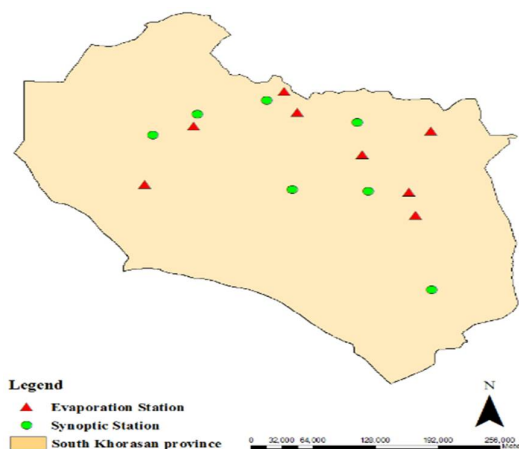 Legend
Evaporation Station
Synoptic Station
South Khorasan province
N
0 32,000 64,000 128,000 192,000 256,000